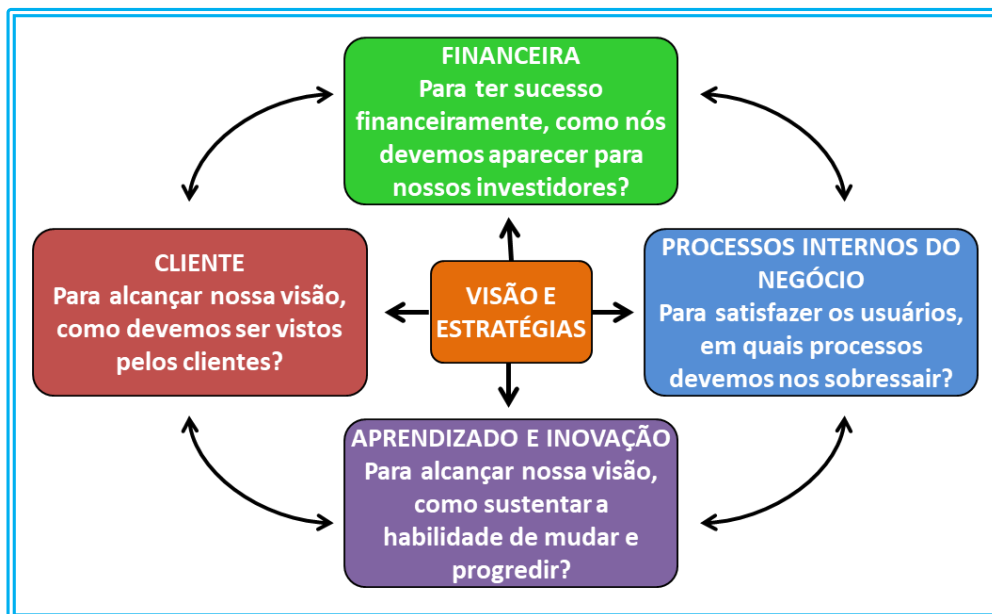 FINANCEIRA
Para ter sucesso
financeiramente, como nós
devemos aparecer para
nossos investidores?
CLIENTE
Para alcançar nossa visão,
como devemos ser vistos
pelos clientes?
VISÃO E
ESTRATÉGIAS
PROCESSOS INTERNOS DO
NEGÓCIO
Para satisfazer os usuários,
em quais processos
devemos nos sobressair?
APRENDIZADO E INOVAÇÃO
Para alcançar nossa visão,
como sustentar a
habilidade de mudar e
progredir?